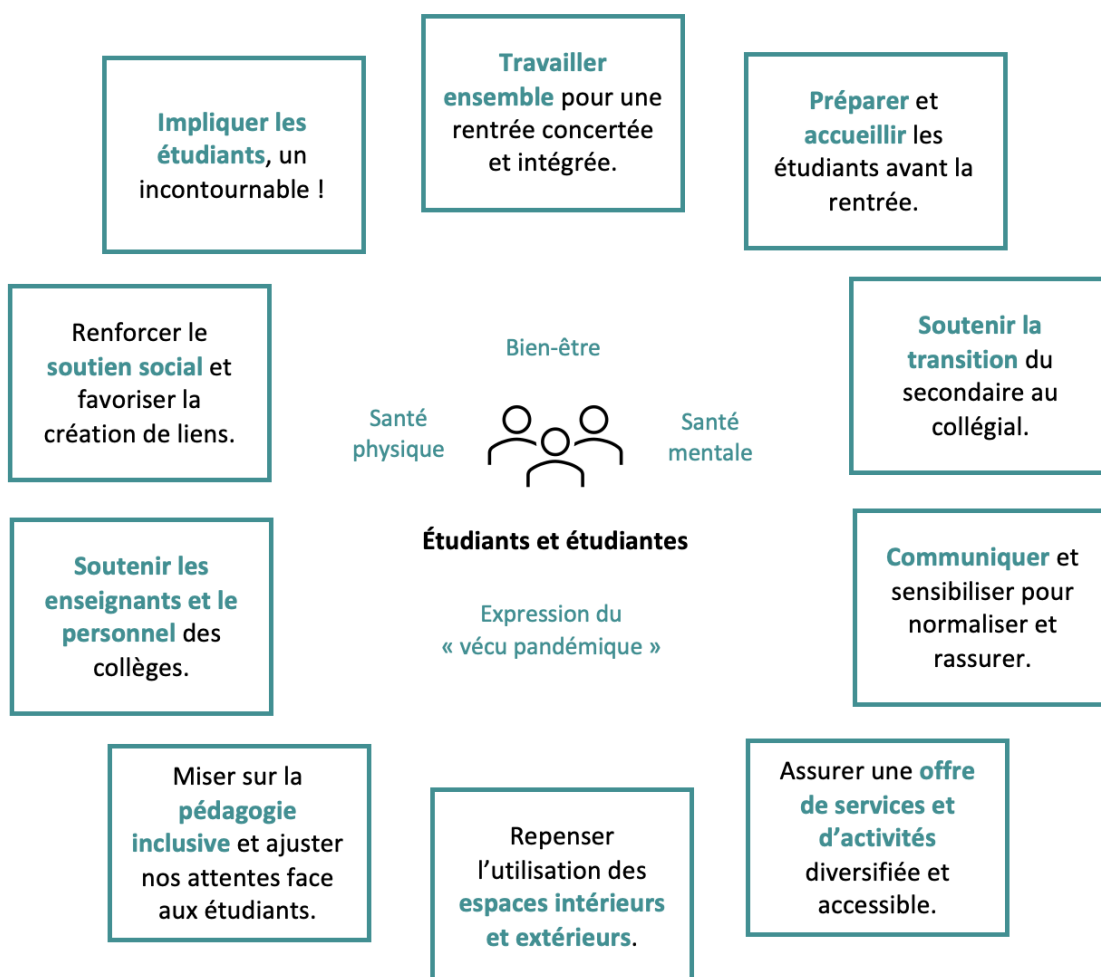 Travailler
ensemble pour une
rentrée concertée
et intégrée.
Préparer et
accueillir les
étudiants avant la
rentrée.
Soutenir la
transition du
secondaire au
collégial.
Communiquer et
sensibiliser pour
normaliser et
rassurer.
Assurer une offre
de services et
d’activités
diversifiée et
accessible.
Repenser
l’utilisation des
espaces intérieurs
et extérieurs.
Miser sur la
pédagogie
inclusive et ajuster
nos attentes face
aux étudiants.
Soutenir les
enseignants et le
personnel des
collèges.
Renforcer le
soutien social et
favoriser la
création de liens.
Impliquer les
étudiants, un
incontournable !
Bien-être
Santé
physique
Santé
mentale
Étudiants et étudiantes
Expression du
« vécu pandémique »